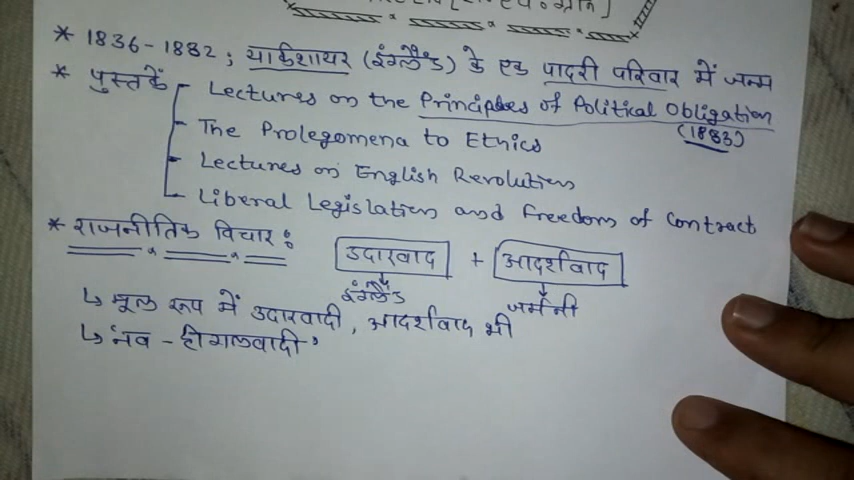 * 1836-1882; यार्कशायर (इंग्लैंड) के एक पादरी परिवार में जन्म
* पुस्तकें - Lectures on the Principles of Political Obligation
(1883)
- The Prolegomena to Ethics
- Lectures on English Revolution
- Liberal Legislation and Freedom of Contract
* राजनीतिक विचार :
उदारवाद + आदर्शवाद
इंग्लैंड जर्मनी
↳ मूल रूप में उदारवादी, आदर्शवाद भी
↳ 'नव - हीगलवादी'